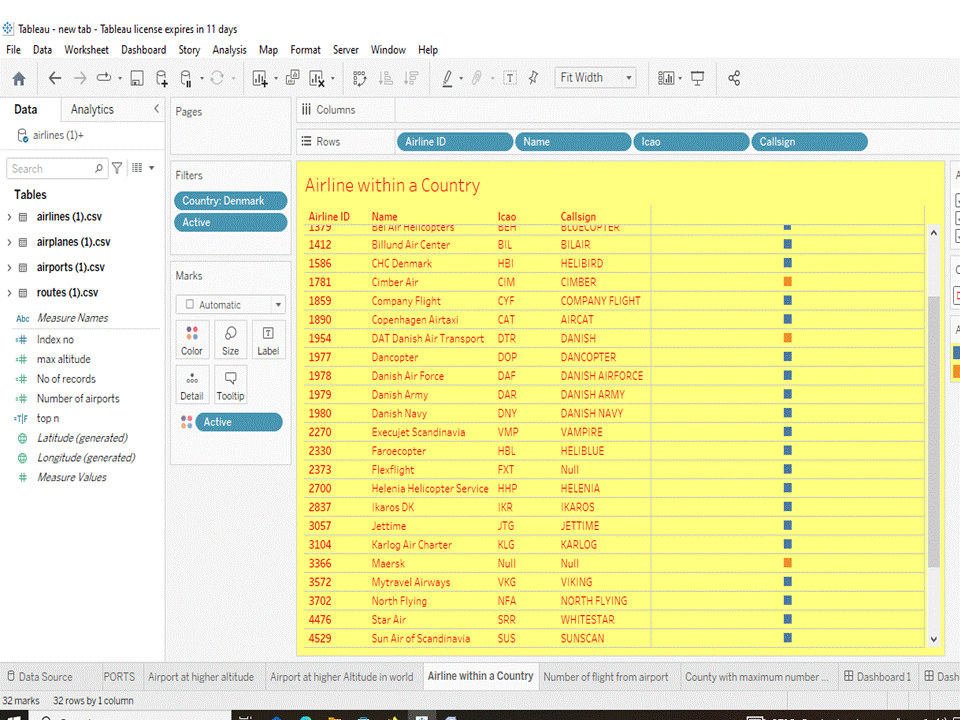 Tableau - new tab - Tableau license expires in 11 days
File Data Worksheet Dashboard Story Analysis Map Format Server Window Help
Fit Width
Data Analytics
Pages
Columns
airlines (1)+
Rows Airline ID Name Icao Callsign
Search
Filters
Tables
Country: Denmark
Active
airlines (1).csv
airplanes (1).csv
airports (1).csv
routes (1).csv
Abc Measure Names
Index no
max altitude
No of records
Number of airports
=T|F top n
Latitude (generated)
Longitude (generated)
Measure Values
Marks
Automatic
Color Size Label
Detail Tooltip
Active
Airline within a Country
Airline ID Name Icao Callsign
1379 Bel Air Helicopters BEH BLUECOPTER
1412 Billund Air Center BIL BILAIR
1586 CHC Denmark HBI HELIBIRD
1781 Cimber Air CIM CIMBER
1859 Company Flight CYF COMPANY FLIGHT
1890 Copenhagen Airtaxi CAT AIRCAT
1954 DAT Danish Air Transport DTR DANISH
1977 Dancopter DOP DANCOPTER
1978 Danish Air Force DAF DANISH AIRFORCE
1979 Danish Army DAR DANISH ARMY
1980 Danish Navy DNY DANISH NAVY
2270 Execujet Scandinavia VMP VAMPIRE
2330 Faroecopter HBL HELIBLUE
2373 Flexflight FXT Null
2700 Helenia Helicopter Service HHP HELENIA
2837 Ikaros DK IKR IKAROS
3057 Jettime JTG JETTIME
3104 Karlog Air Charter KLG KARLOG
3366 Maersk Null Null
3572 Mytravel Airways VKG VIKING
3702 North Flying NFA NORTH FLYING
4476 Star Air SRR WHITESTAR
4529 Sun Air of Scandinavia SUS SUNSCAN
Data Source PORTS Airport at higher altitude Airport at higher Altitude in world Airline within a Country Number of flight from airport County with maximum number ... Dashboard 1 Dash
32 marks 32 rows by 1 column